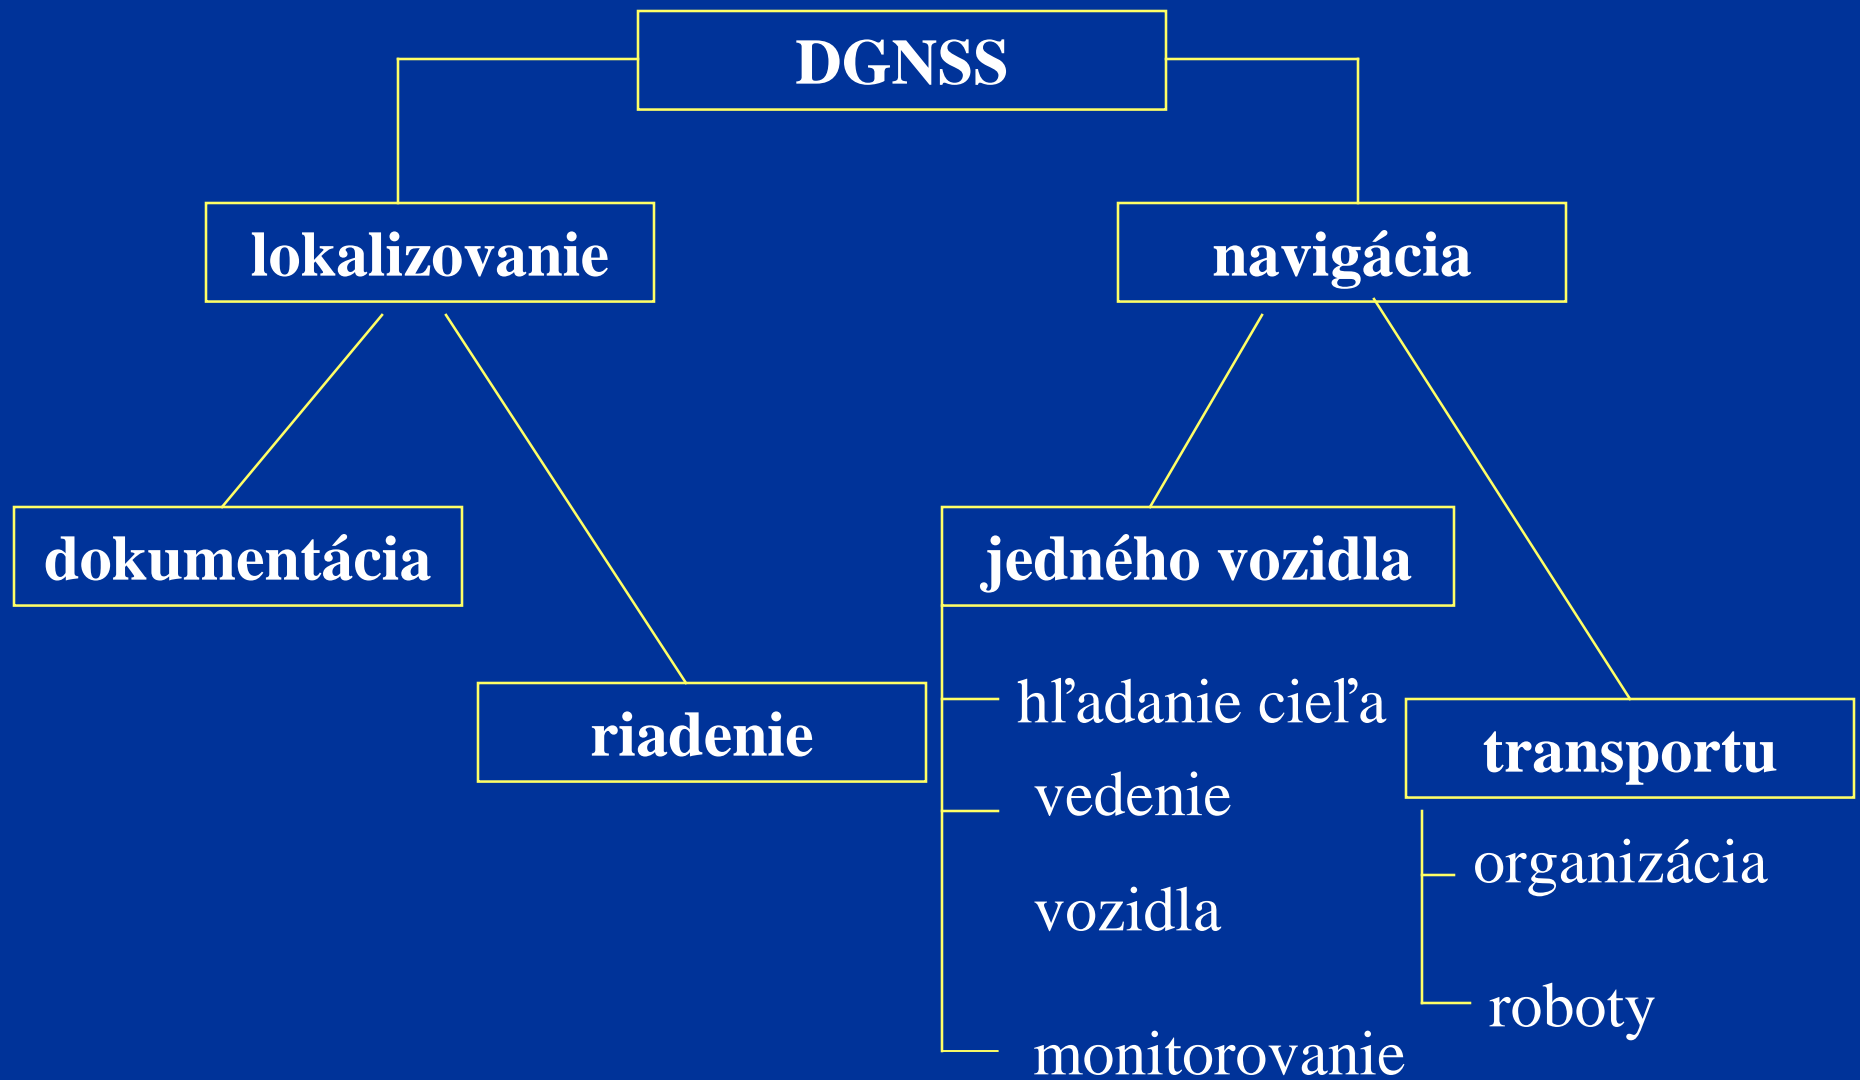 DGNSS
lokalizovanie
navigácia
dokumentácia
jedného vozidla
riadenie
hľadanie cieľa
vedenie
vozidla
monitorovanie
transportu
organizácia
roboty